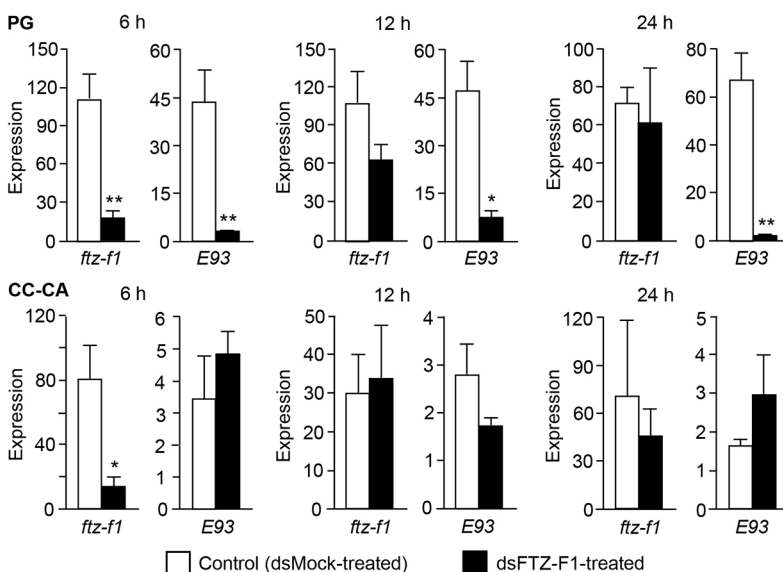 PG
6 h
12 h
24 h
Expression
150
120
90
60
30
0
**
ftz-f1
60
45
30
15
0
**
E93
Expression
150
120
90
60
30
0
ftz-f1
60
45
30
15
0
*
E93
Expression
100
80
60
40
20
0
ftz-f1
80
60
40
20
0
**
E93
CC-CA
6 h
12 h
24 h
Expression
120
80
40
0
*
ftz-f1
6
5
4
3
2
1
0
E93
Expression
50
40
30
20
10
0
ftz-f1
4
3
2
1
0
E93
Expression
120
90
60
30
0
ftz-f1
5
4
3
2
1
0
E93
Control (dsMock-treated)
dsFTZ-F1-treated